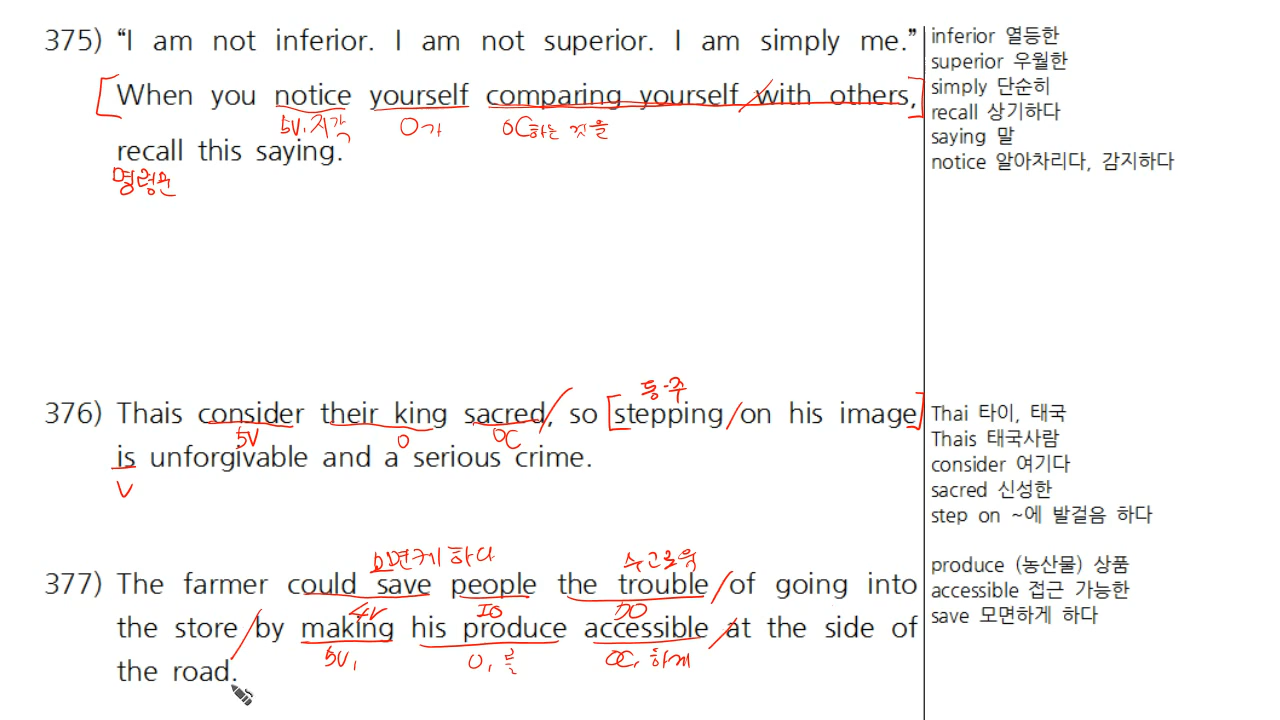 375) “I am not inferior. I am not superior. I am simply me.”
When you notice yourself comparing yourself with others,
5V. 지각 O가 OC하는 것을
recall this saying.
명령문
inferior 열등한
superior 우월한
simply 단순히
recall 상기하다
saying 말
notice 알아차리다, 감지하다
동·주
376) Thais consider their king sacred, so stepping on his image
5V O OC
is unforgivable and a serious crime.
V
Thai 타이, 태국
Thais 태국사람
consider 여기다
sacred 신성한
step on ~에 발걸음 하다
모면케 하다 수고로움
377) The farmer could save people the trouble of going into
4V IO DO
the store by making his produce accessible at the side of
5V, O,를 OC, 하게
the road.
produce (농산물) 상품
accessible 접근 가능한
save 모면하게 하다